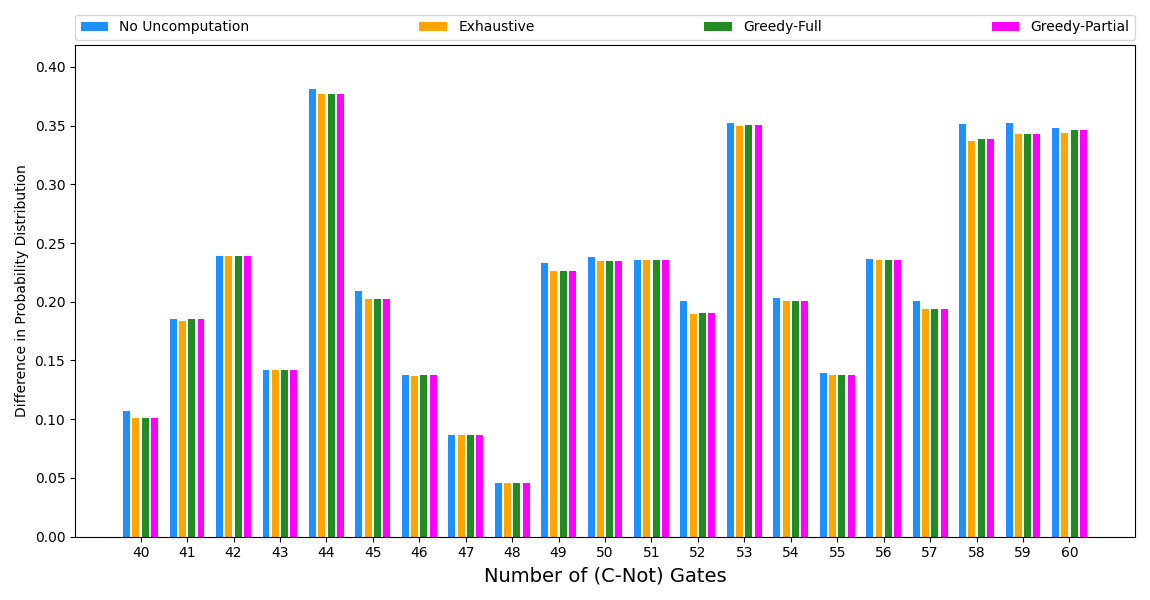 No Uncomputation Exhaustive Greedy-Full Greedy-Partial
0.40
0.35
0.30
0.25
0.20
0.15
0.10
0.05
0.00
Difference in Probability Distribution
40 41 42 43 44 45 46 47 48 49 50 51 52 53 54 55 56 57 58 59 60
Number of (C-Not) Gates